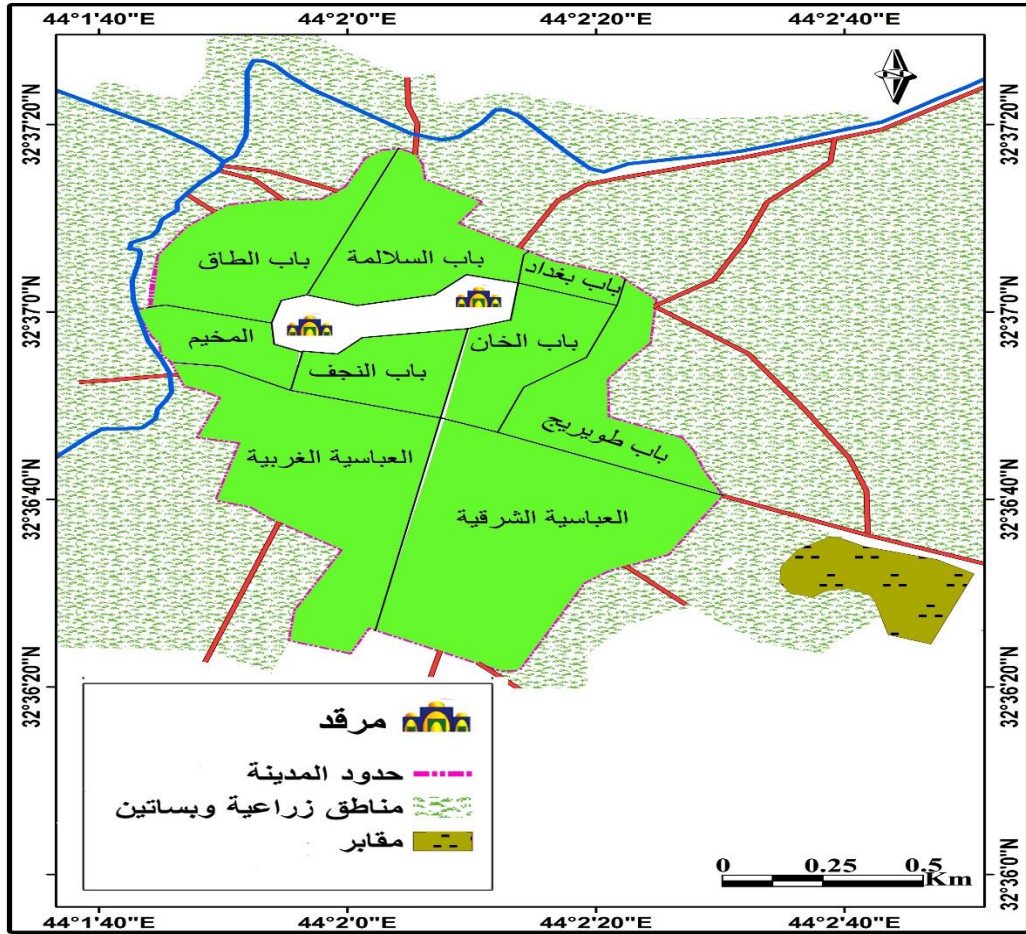 44°1'40"E
44°2'0"E
44°2'20"E
44°2'40"E
32°37'20"N
32°37'20"N
باب السلالمة
باب الطاق
باب بغداد
32°37'0"N
32°37'0"N
باب الخان
المخيم
باب النجف
باب طويريج
العباسية الغربية
32°36'40"N
32°36'40"N
العباسية الشرقية
32°36'20"N
32°36'20"N
مرقد
حدود المدينة
مناطق زراعية وبساتين
مقابر
0 0.25 0.5
Km
32°36'0"N
32°36'0"N
44°1'40"E
44°2'0"E
44°2'20"E
44°2'40"E